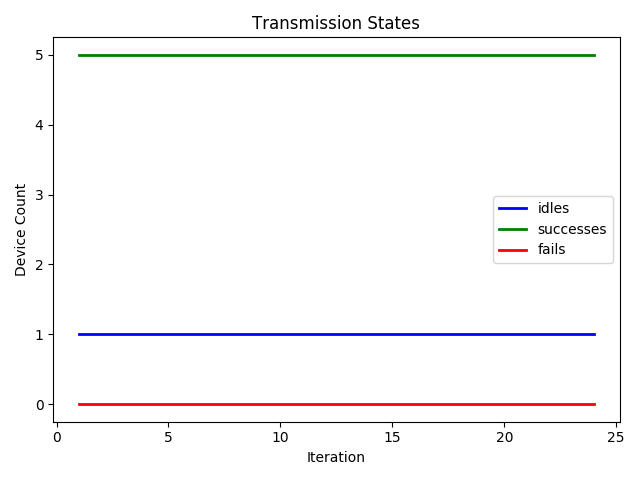 Transmission States
Device Count
5
4
3
2
1
0
idles
successes
fails
0 5 10 15 20 25
Iteration